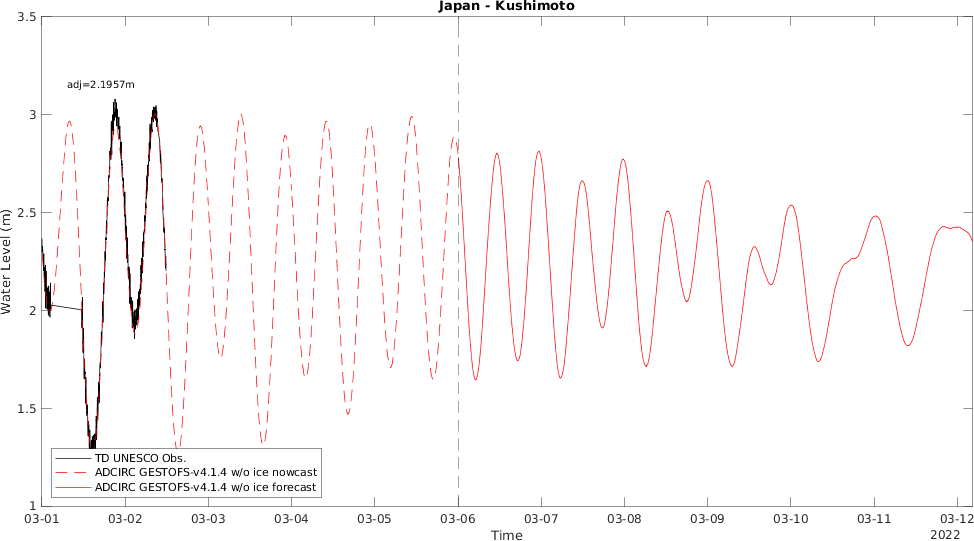 Japan - Kushimoto
3.5
adj=2.1957m
3
2.5
Water Level (m)
2
1.5
TD UNESCO Obs.
ADCIRC GESTOFS-v4.1.4 w/o ice nowcast
ADCIRC GESTOFS-v4.1.4 w/o ice forecast
1
03-01 03-02 03-03 03-04 03-05 03-06 03-07 03-08 03-09 03-10 03-11 03-12
Time 2022